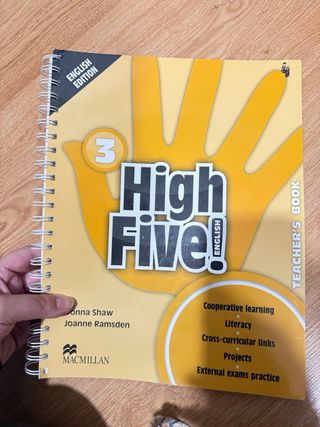 ENGLISH
EDITION
3
High
Five!
ENGLISH
TEACHER'S BOOK
Shaw
Joanne Ramsden
MACMILLAN
Cooperative learning
Literacy
Cross-curricular links
Projects
External exams practice